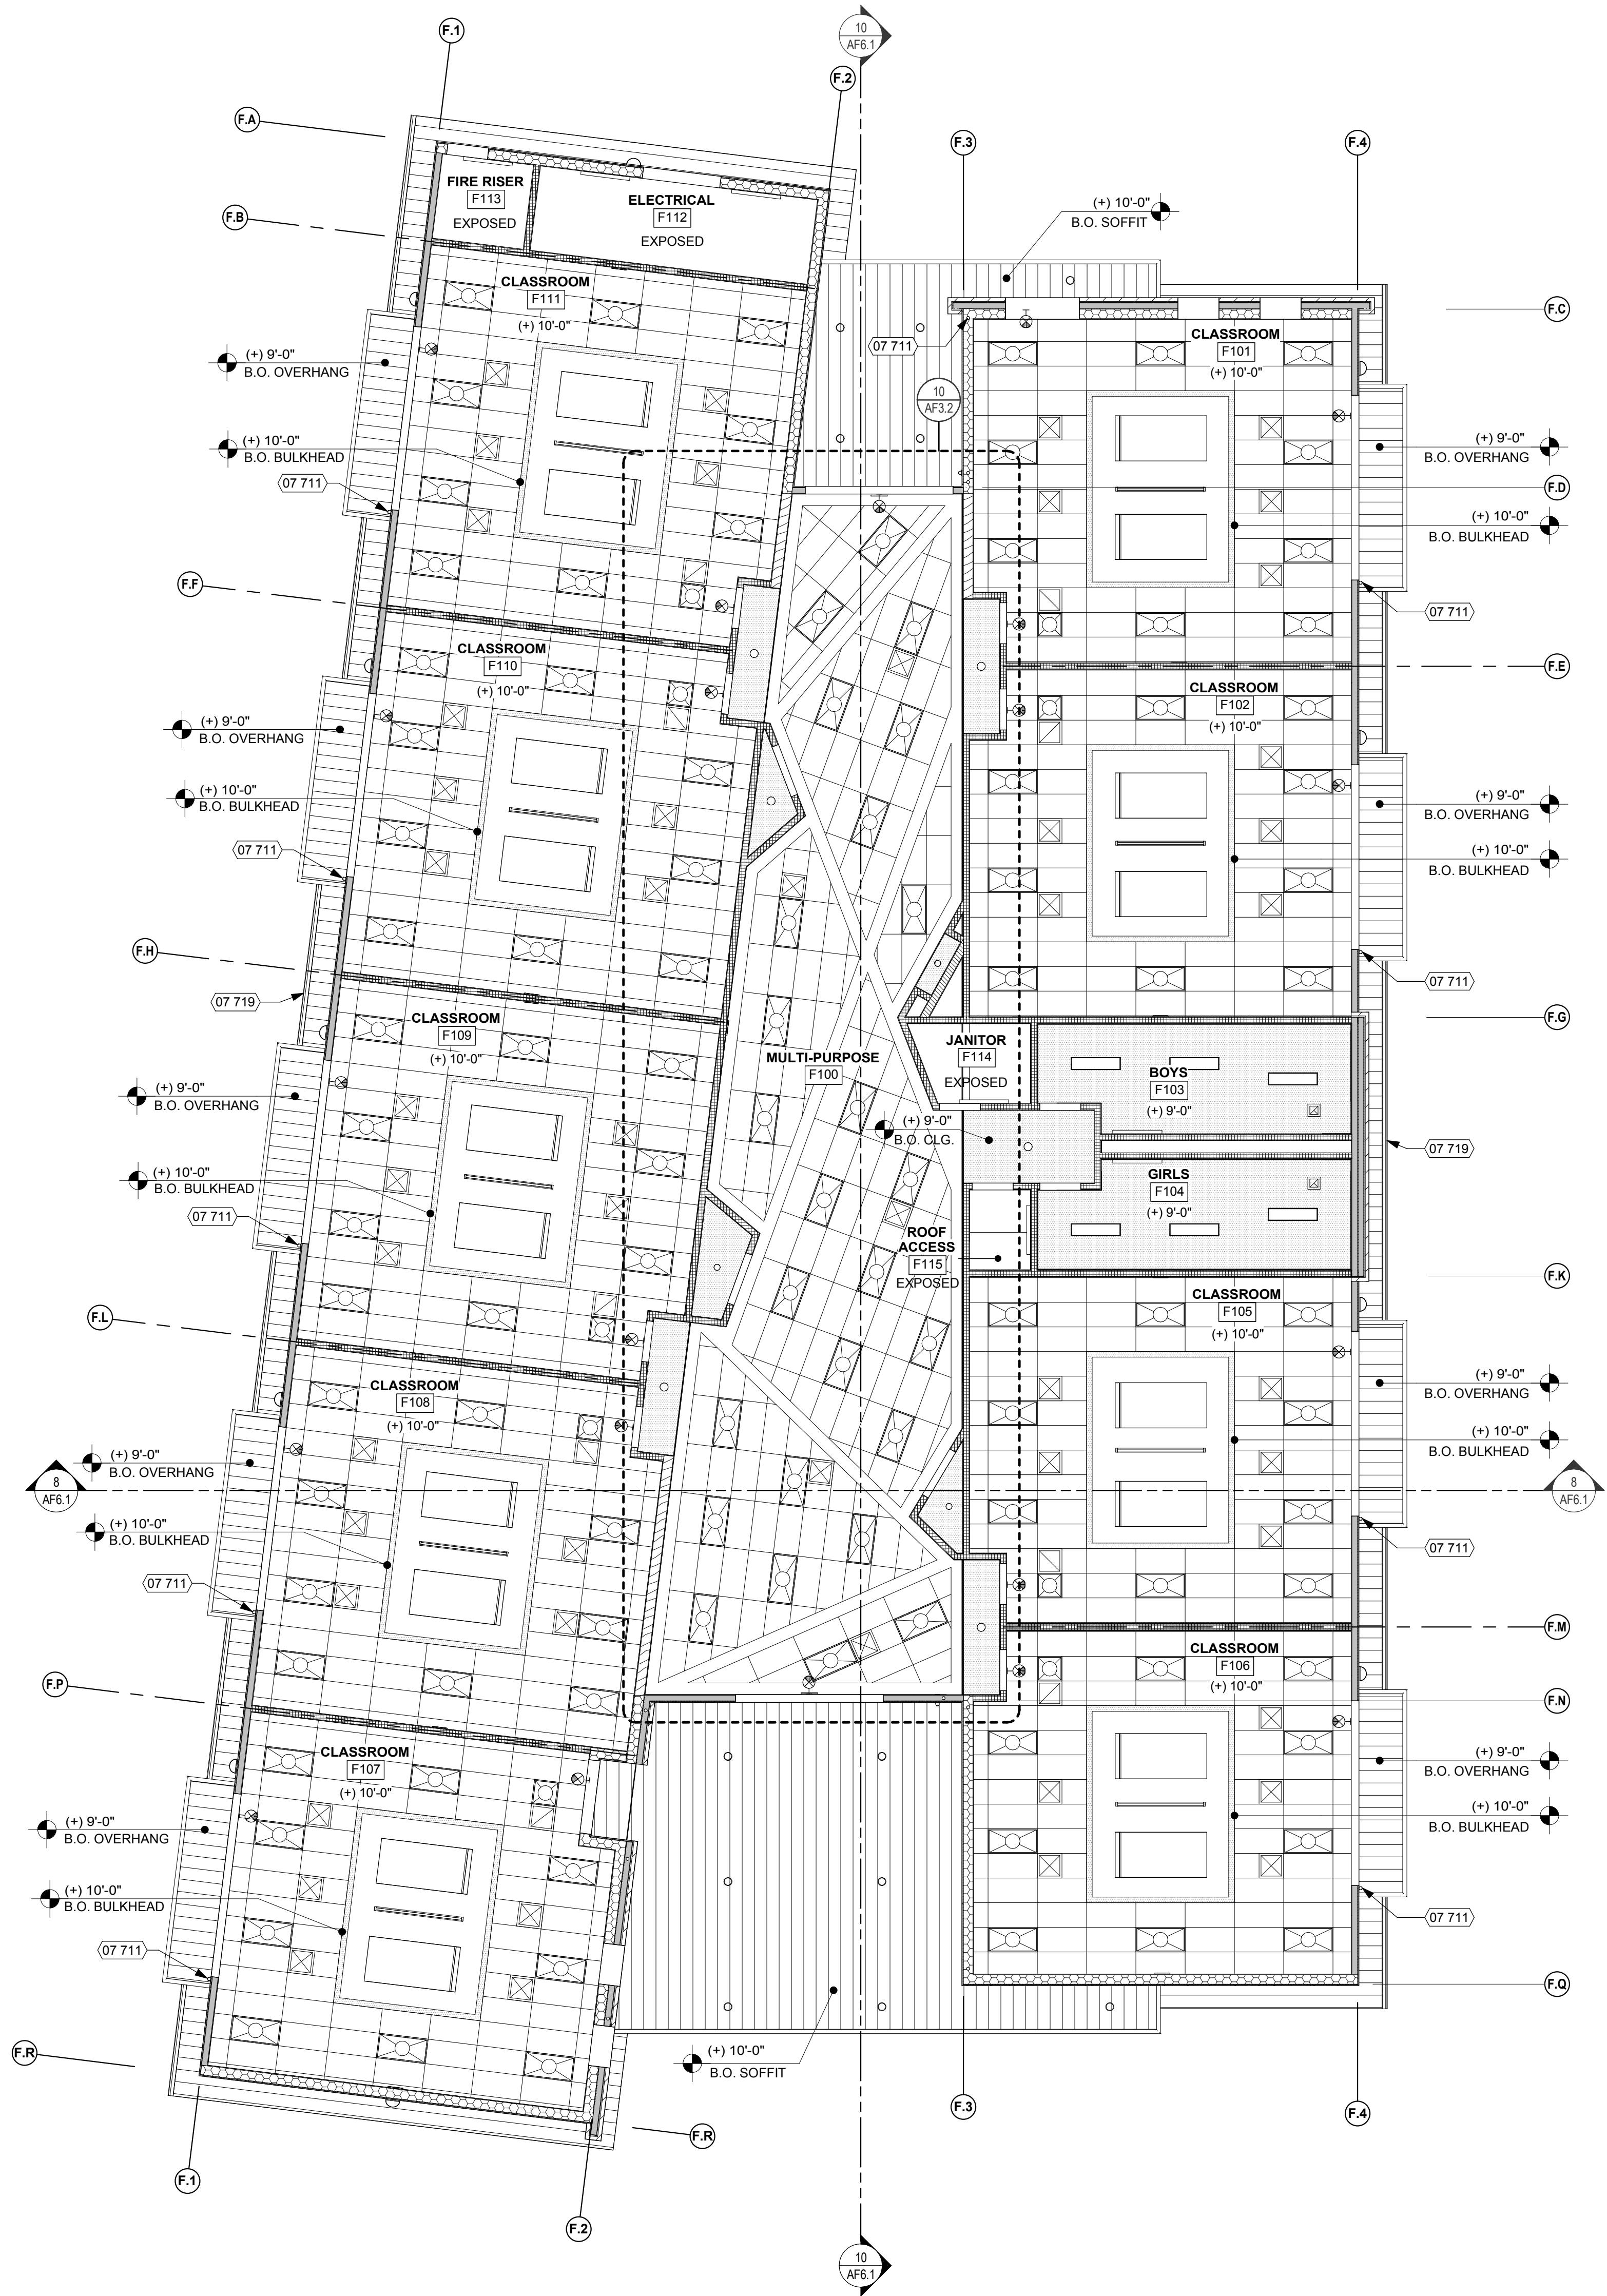 10
AF6.1
F.1
F.2
F.A
F.3
F.4
FIRE RISER
F113
EXPOSED
ELECTRICAL
F112
EXPOSED
(+) 10'-0"
B.O. SOFFIT
F.B
CLASSROOM
F111
(+) 10'-0"
F.C
07 711
CLASSROOM
F101
(+) 10'-0"
(+) 9'-0"
B.O. OVERHANG
10
AF3.2
(+) 10'-0"
B.O. BULKHEAD
(+) 9'-0"
B.O. OVERHANG
07 711
F.D
(+) 10'-0"
B.O. BULKHEAD
F.F
07 711
CLASSROOM
F110
(+) 10'-0"
F.E
CLASSROOM
F102
(+) 10'-0"
(+) 9'-0"
B.O. OVERHANG
(+) 10'-0"
B.O. BULKHEAD
(+) 9'-0"
B.O. OVERHANG
07 711
(+) 10'-0"
B.O. BULKHEAD
F.H
07 711
07 719
CLASSROOM
F109
(+) 10'-0"
F.G
MULTI-PURPOSE
F100
JANITOR
F114
EXPOSED
BOYS
F103
(+) 9'-0"
(+) 9'-0"
B.O. OVERHANG
(+) 9'-0"
B.O. CLG.
07 719
(+) 10'-0"
B.O. BULKHEAD
GIRLS
F104
(+) 9'-0"
07 711
ROOF
ACCESS
F115
EXPOSED
F.K
CLASSROOM
F105
(+) 10'-0"
F.L
CLASSROOM
F108
(+) 10'-0"
(+) 9'-0"
B.O. OVERHANG
(+) 9'-0"
B.O. OVERHANG
(+) 10'-0"
B.O. BULKHEAD
8
AF6.1
8
AF6.1
(+) 10'-0"
B.O. BULKHEAD
07 711
07 711
F.M
CLASSROOM
F106
(+) 10'-0"
F.P
F.N
CLASSROOM
F107
(+) 10'-0"
(+) 9'-0"
B.O. OVERHANG
(+) 9'-0"
B.O. OVERHANG
(+) 10'-0"
B.O. BULKHEAD
(+) 10'-0"
B.O. BULKHEAD
07 711
07 711
F.Q
F.R
(+) 10'-0"
B.O. SOFFIT
F.3
F.4
F.R
F.1
F.2
10
AF6.1